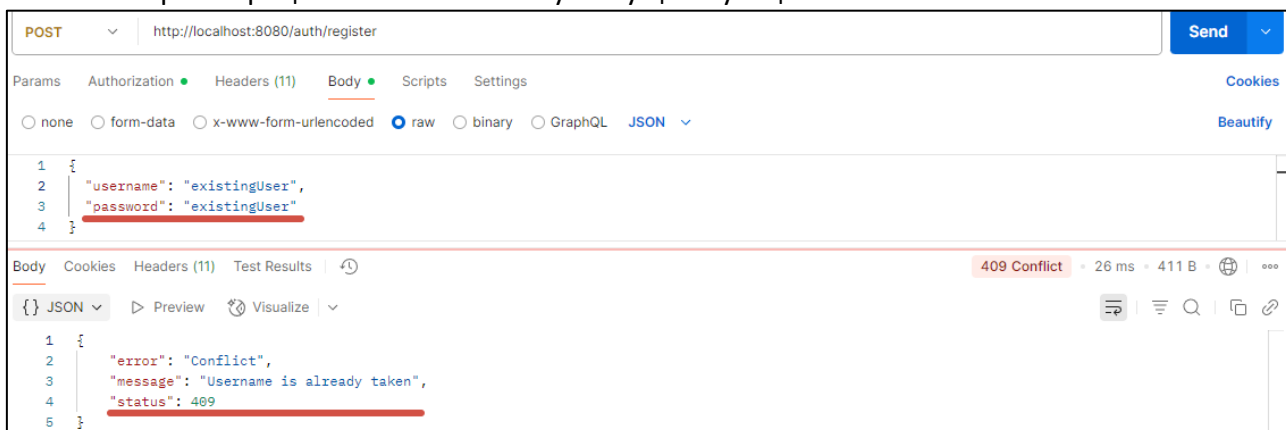 POST http://localhost:8080/auth/register Send
Params Authorization Headers (11) Body Scripts Settings Cookies
none form-data x-www-form-urlencoded raw binary GraphQL JSON Beautify
1 {
2 "username": "existingUser",
3 "password": "existingUser"
4 }
Body Cookies Headers (11) Test Results 409 Conflict • 26 ms • 411 B •
{} JSON Preview Visualize
1 {
2 "error": "Conflict",
3 "message": "Username is already taken",
4 "status": 409
5 }